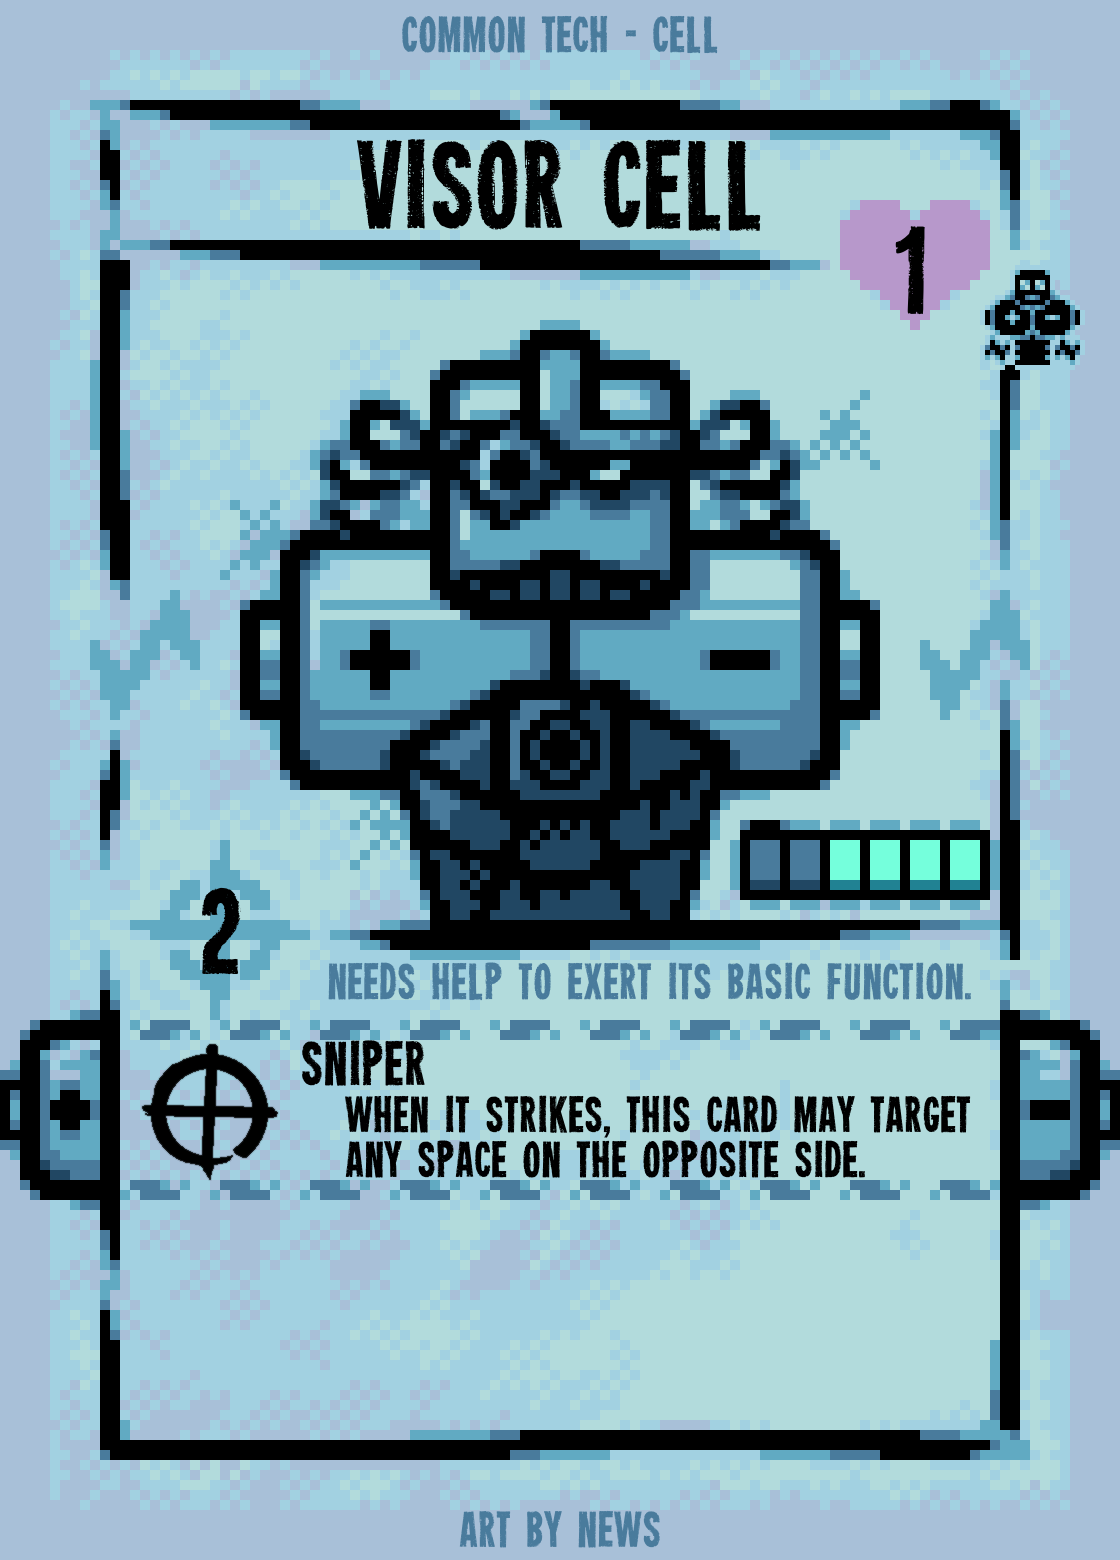 COMMON TECH - CELL
VISOR CELL
1
+ -
2
NEEDS HELP TO EXERT ITS BASIC FUNCTION.
SNIPER
WHEN IT STRIKES, THIS CARD MAY TARGET
ANY SPACE ON THE OPPOSITE SIDE.
ART BY NEWS